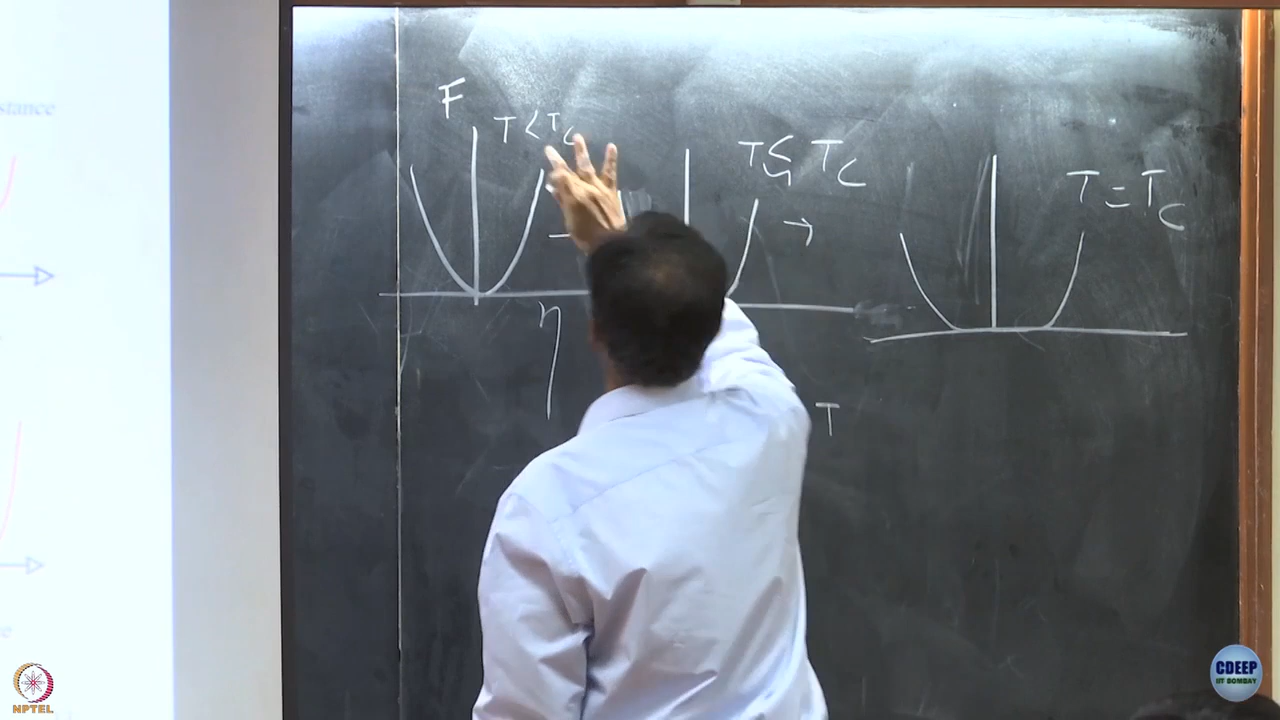 F
T < Tc
T ≲ Tc
→
T = Tc
η
T
stance
NPTEL
CDEEP
IIT BOMBAY